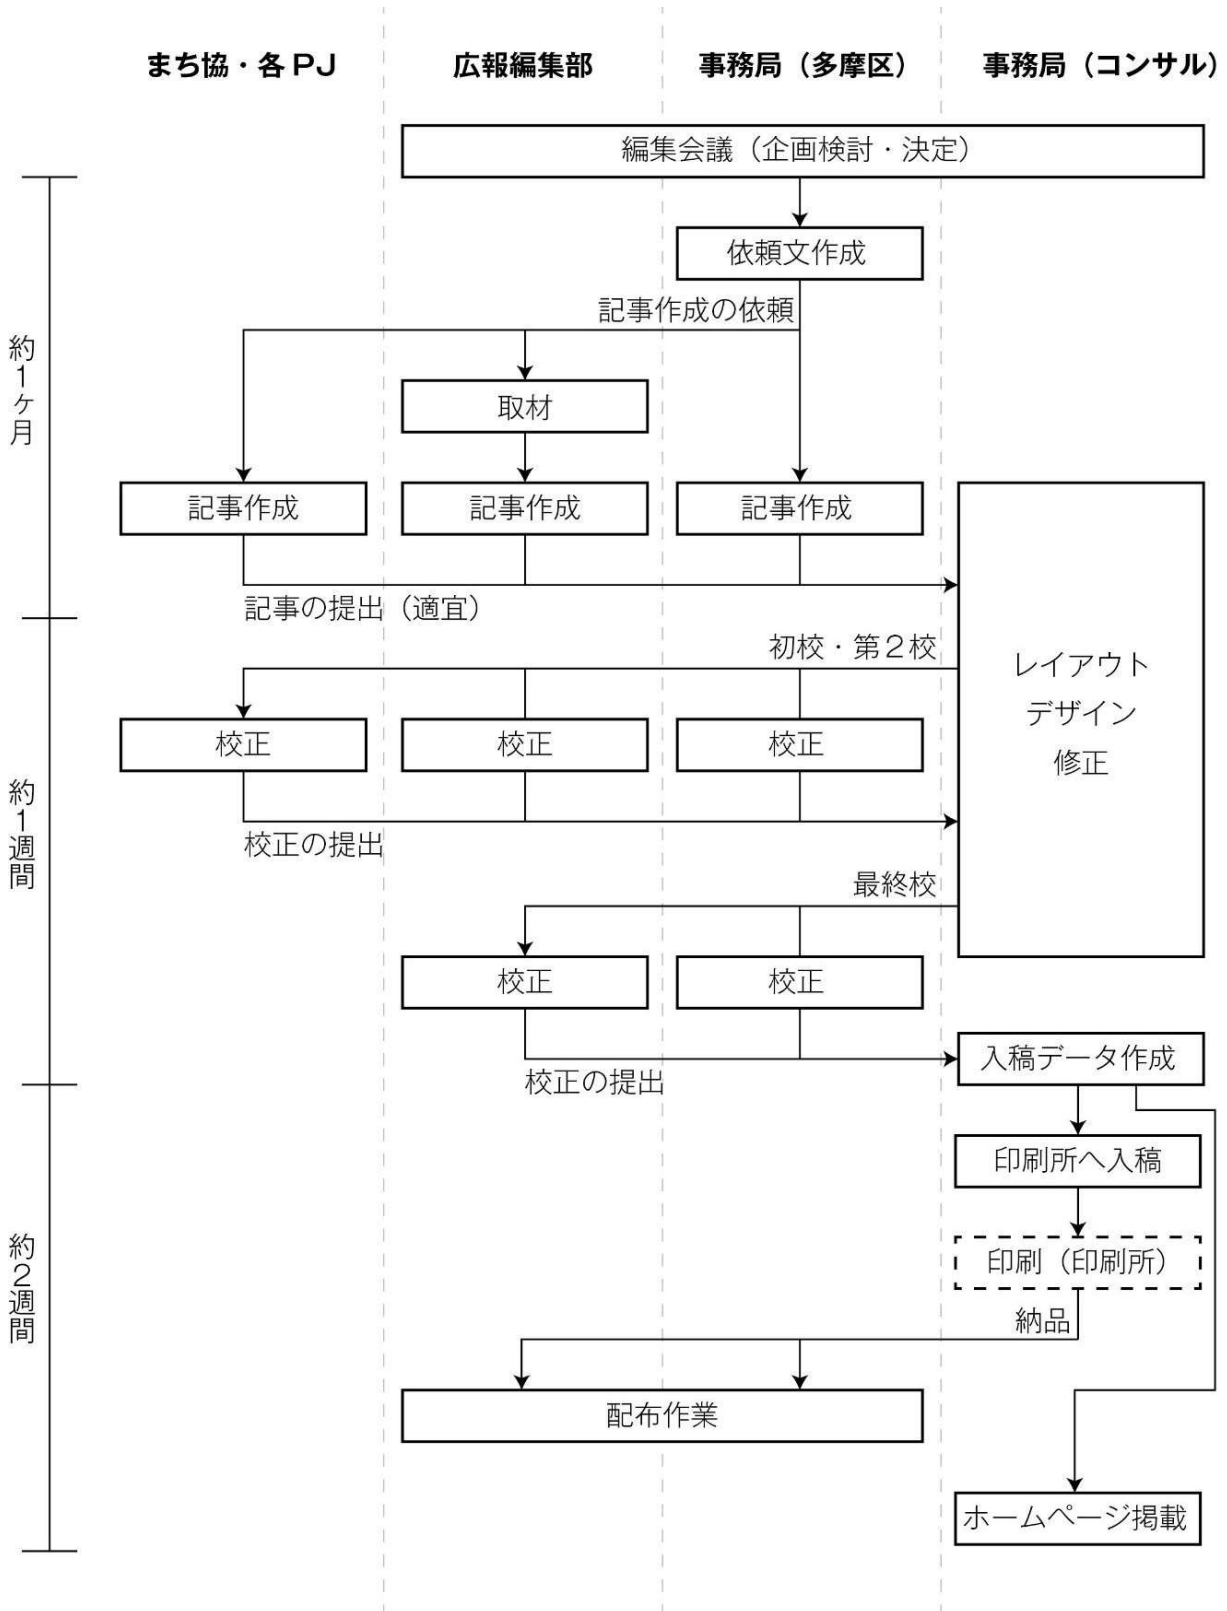 まち協・各PJ
広報編集部
事務局（多摩区）
事務局（コンサル）
編集会議（企画検討・決定）
依頼文作成
記事作成の依頼
約1ヶ月
取材
記事作成
記事作成
記事作成
記事の提出（適宜）
初校・第２校
レイアウト
デザイン
修正
校正
校正
校正
約1週間
校正の提出
最終校
校正
校正
入稿データ作成
校正の提出
印刷所へ入稿
約2週間
印刷（印刷所）
納品
配布作業
ホームページ掲載